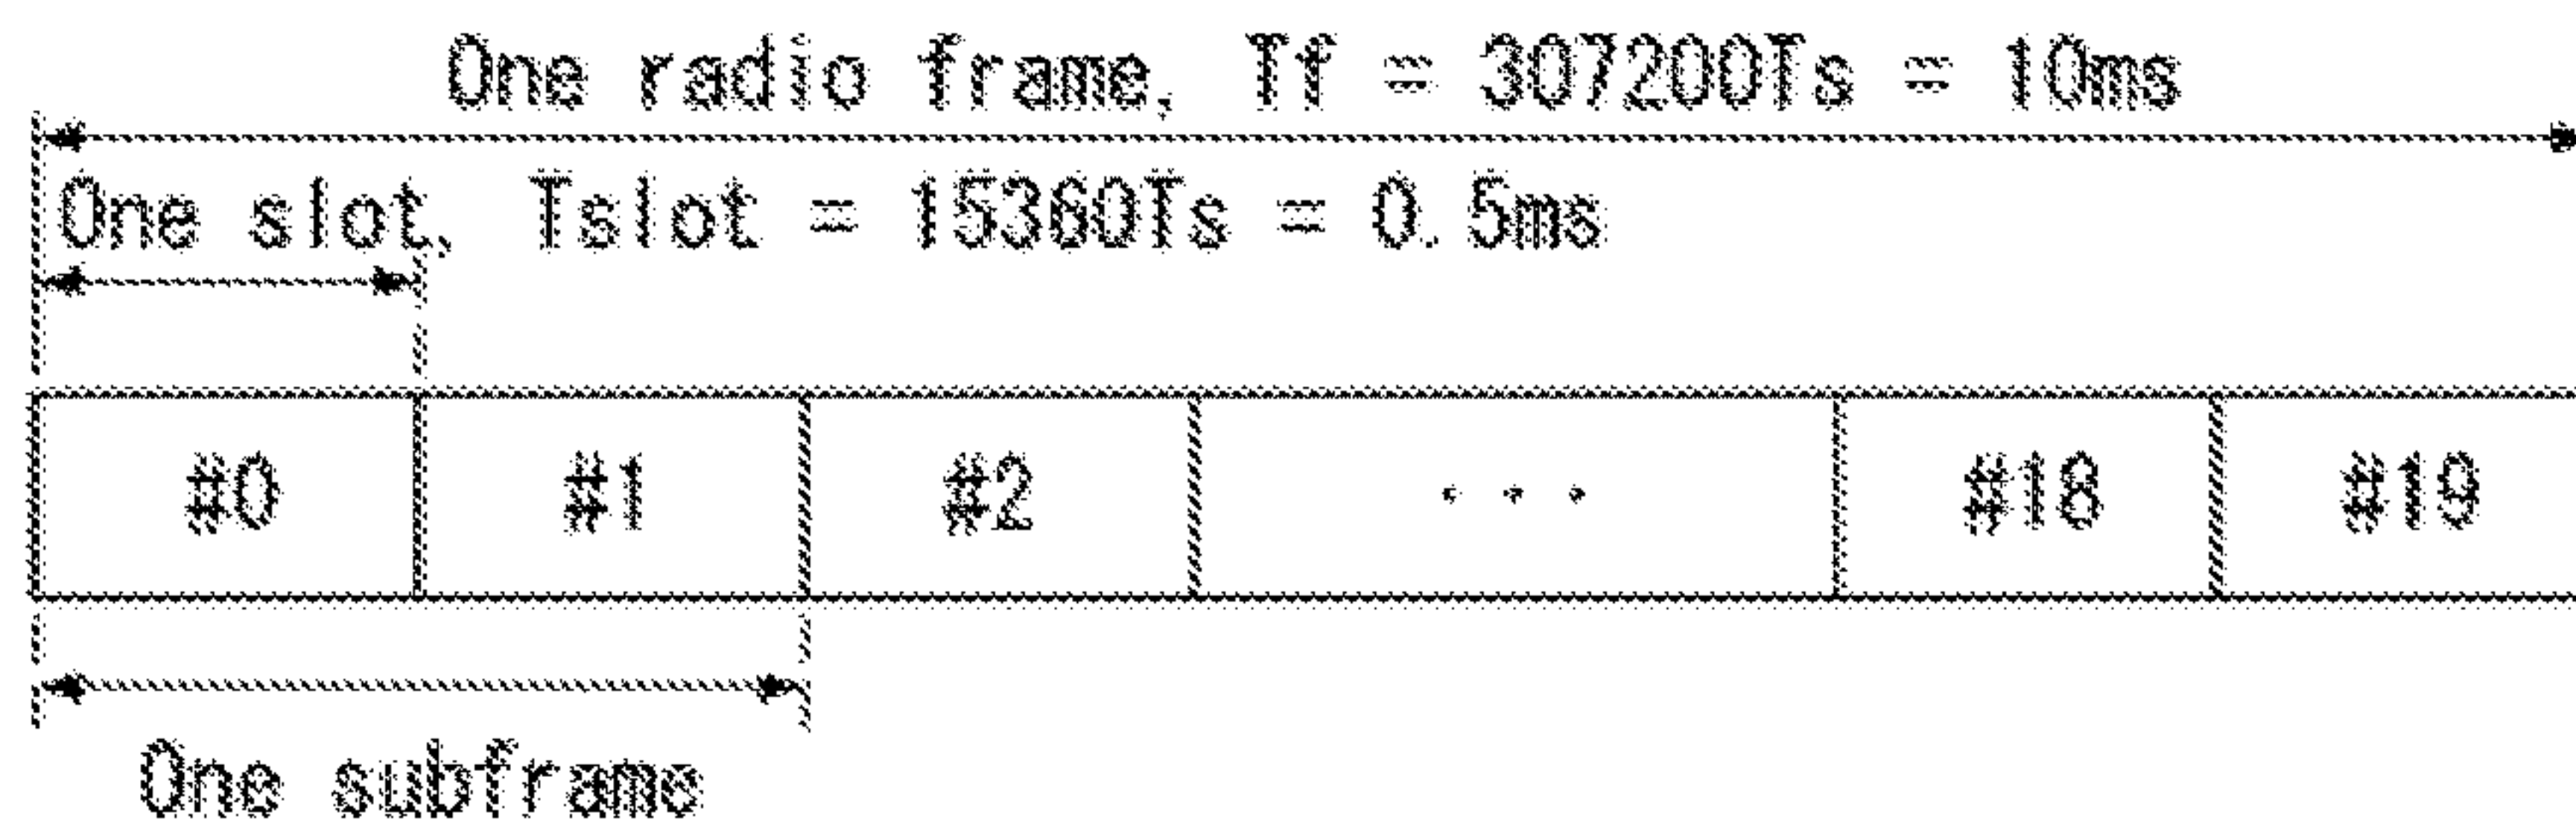 One radio frame, Tf = 307200Ts = 10ms
One slot, Tslot = 15360Ts = 0.5ms
#0 #1 #2 ... #18 #19
One subframe